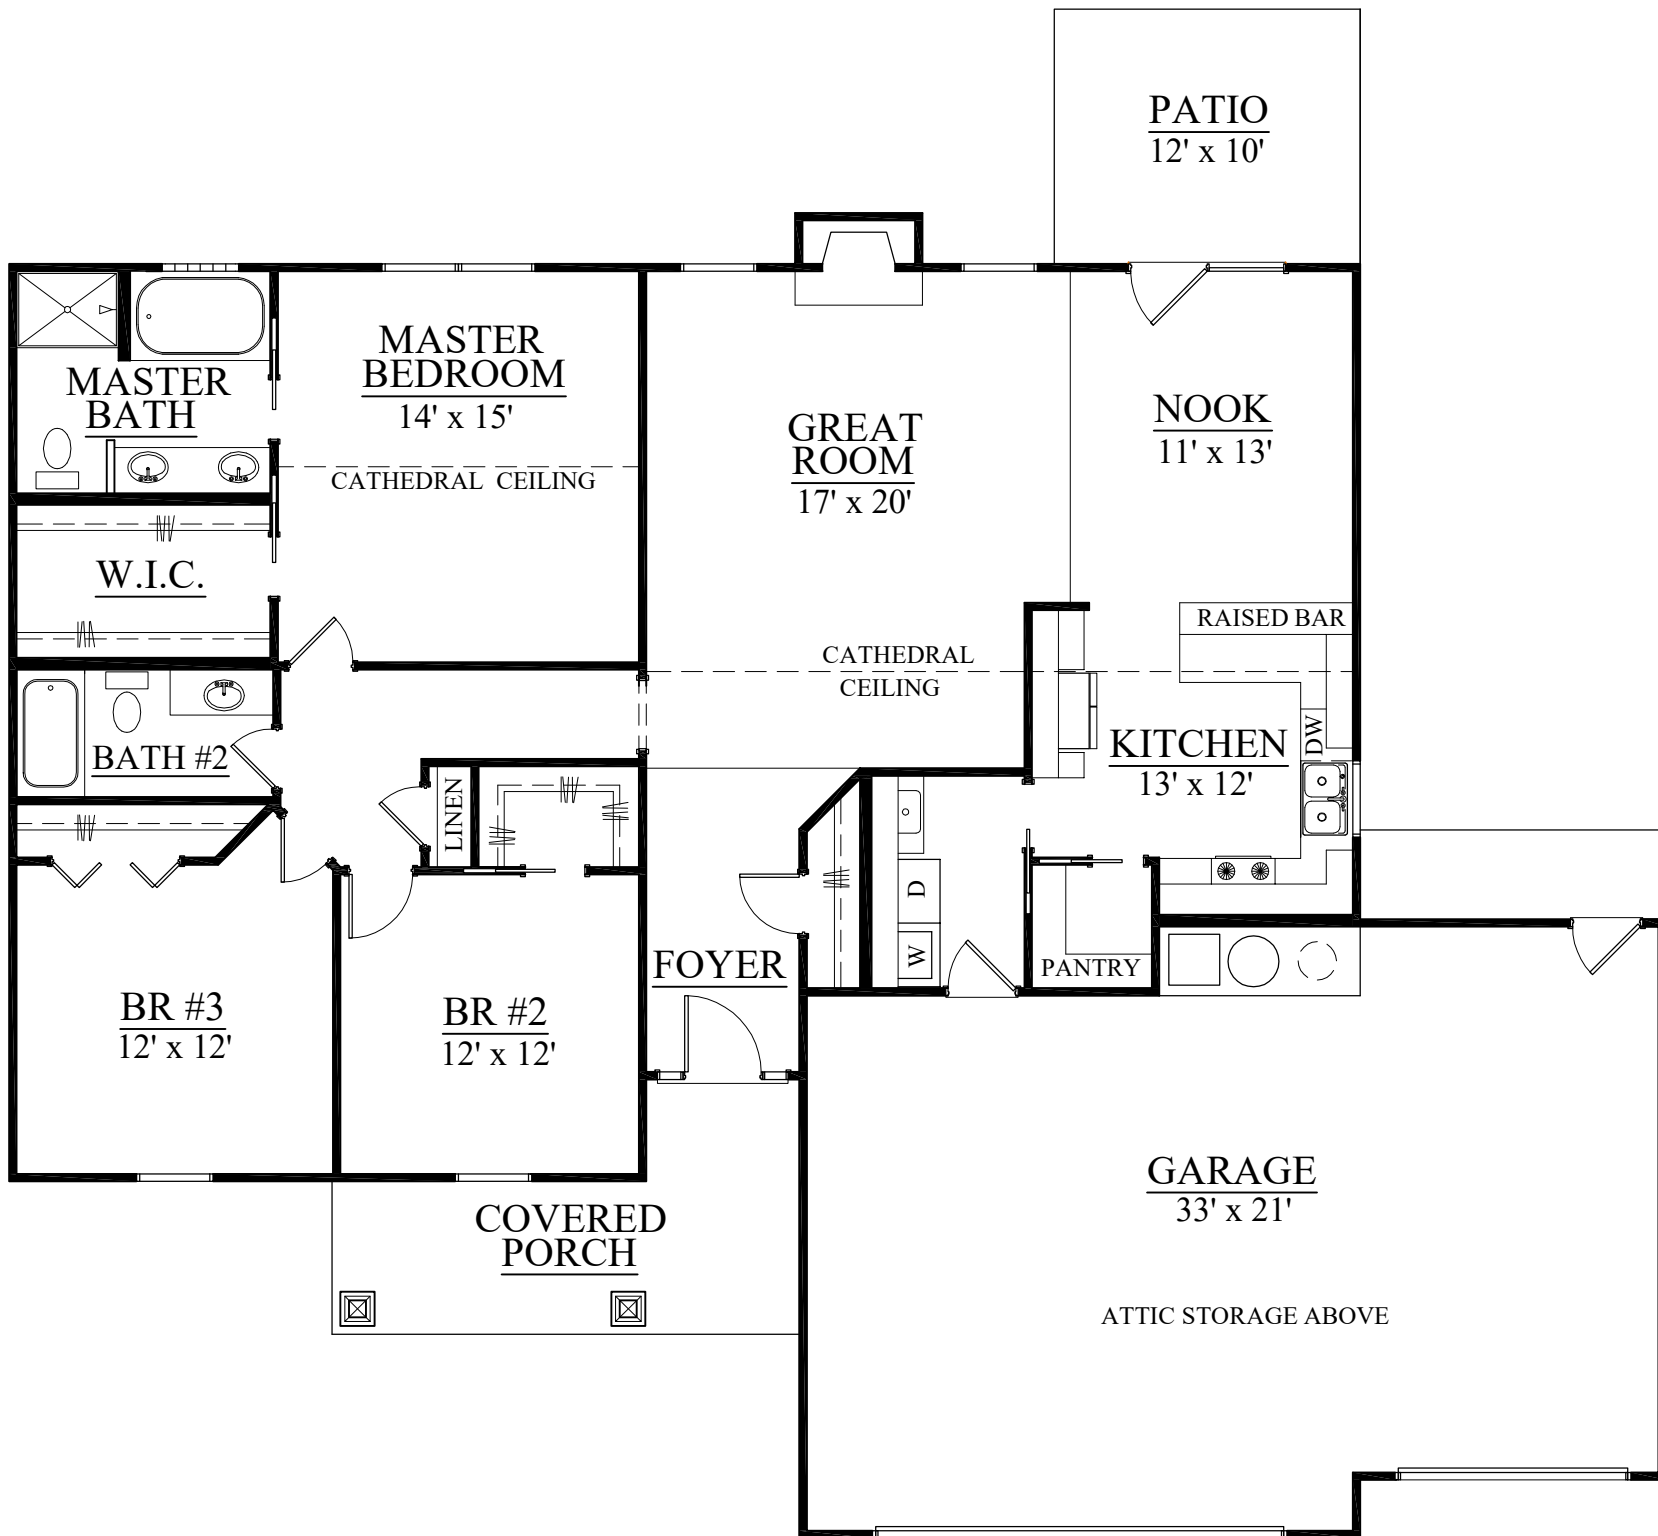 PATIO
12' x 10'
MASTER
BEDROOM
14' x 15'
CATHEDRAL CEILING
MASTER
BATH
GREAT
ROOM
17' x 20'
NOOK
11' x 13'
W.I.C.
RAISED BAR
CATHEDRAL
CEILING
BATH #2
KITCHEN
13' x 12'
DW
LINEN
D
W
FOYER
PANTRY
BR #3
12' x 12'
BR #2
12' x 12'
COVERED
PORCH
GARAGE
33' x 21'
ATTIC STORAGE ABOVE